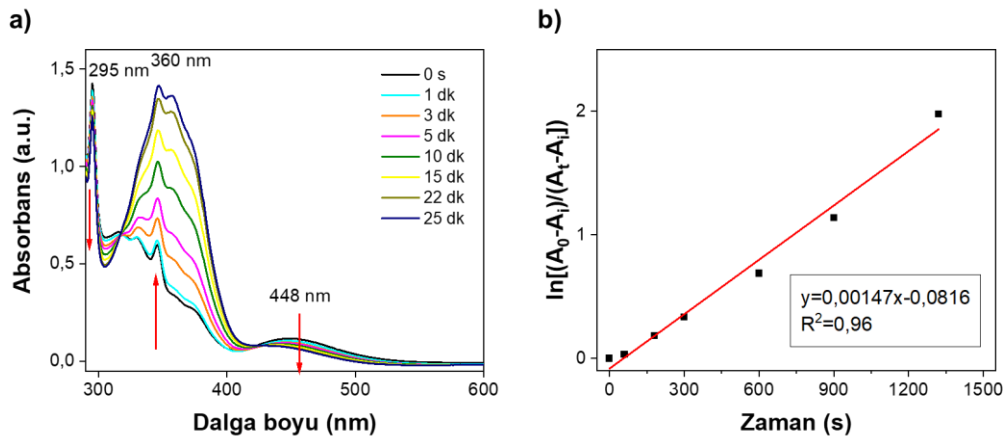 a)
295 nm
360 nm
448 nm
0 s
1 dk
3 dk
5 dk
10 dk
15 dk
22 dk
25 dk
1,5
1,0
0,5
0,0
300 400 500 600
Absorbans (a.u.)
Dalga boyu (nm)
b)
2
1
0
0 300 600 900 1200 1500
ln[(A0-Ai)/(At-Ai])
Zaman (s)
y=0,00147x-0,0816
R²=0,96